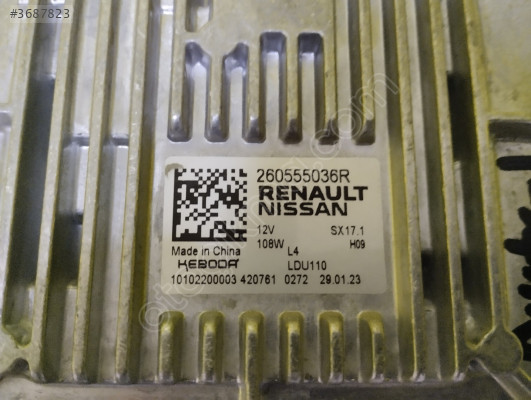 #3687823
260555036R
RENAULT
NISSAN
12V SX17.1
108W L4 H09
Made in China
KEBODA LDU110
10102200003 420761 0272 29.01.23